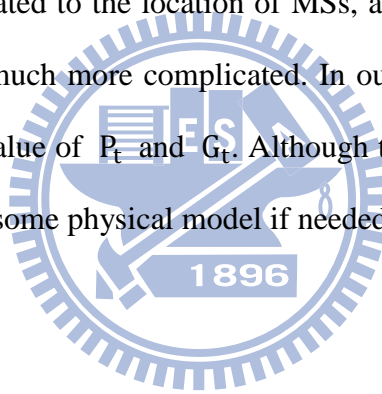 ated to the location of MSs, a
much more complicated. In ou
alue of Pt and Gt. Although t
some physical model if needed
E S
1896